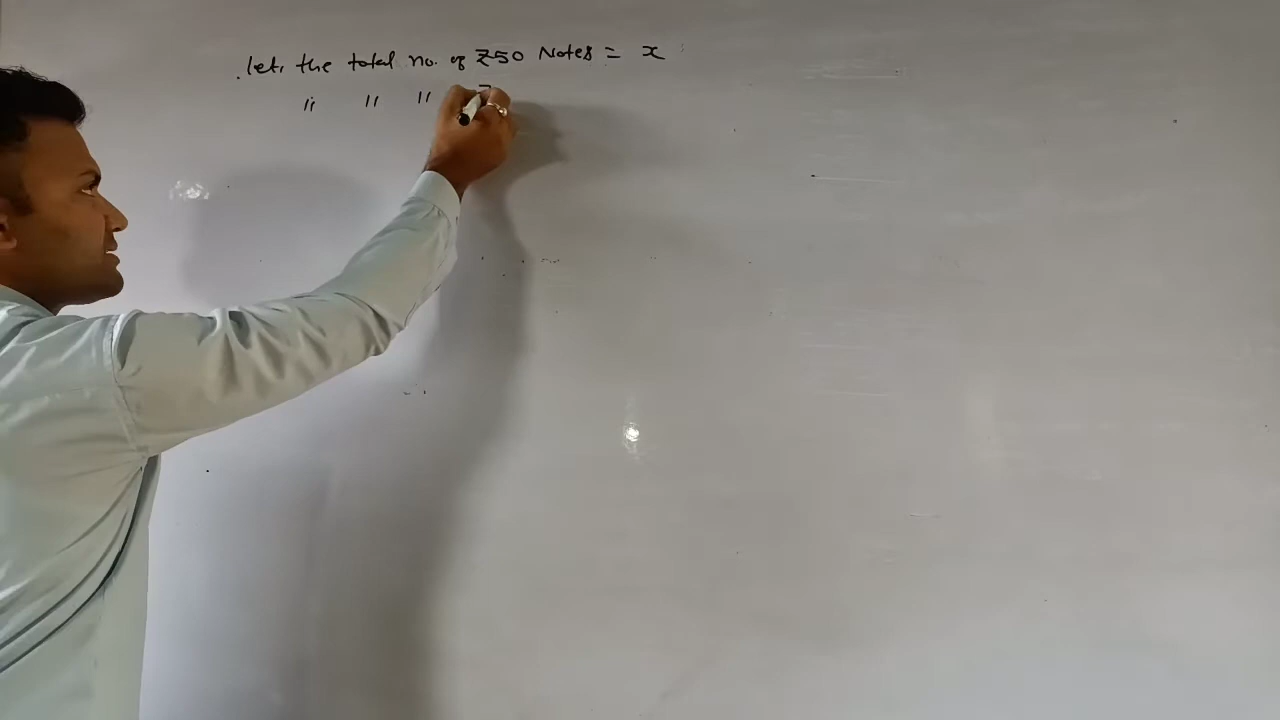 let, the total no. of ₹50 Notes = x
" " "